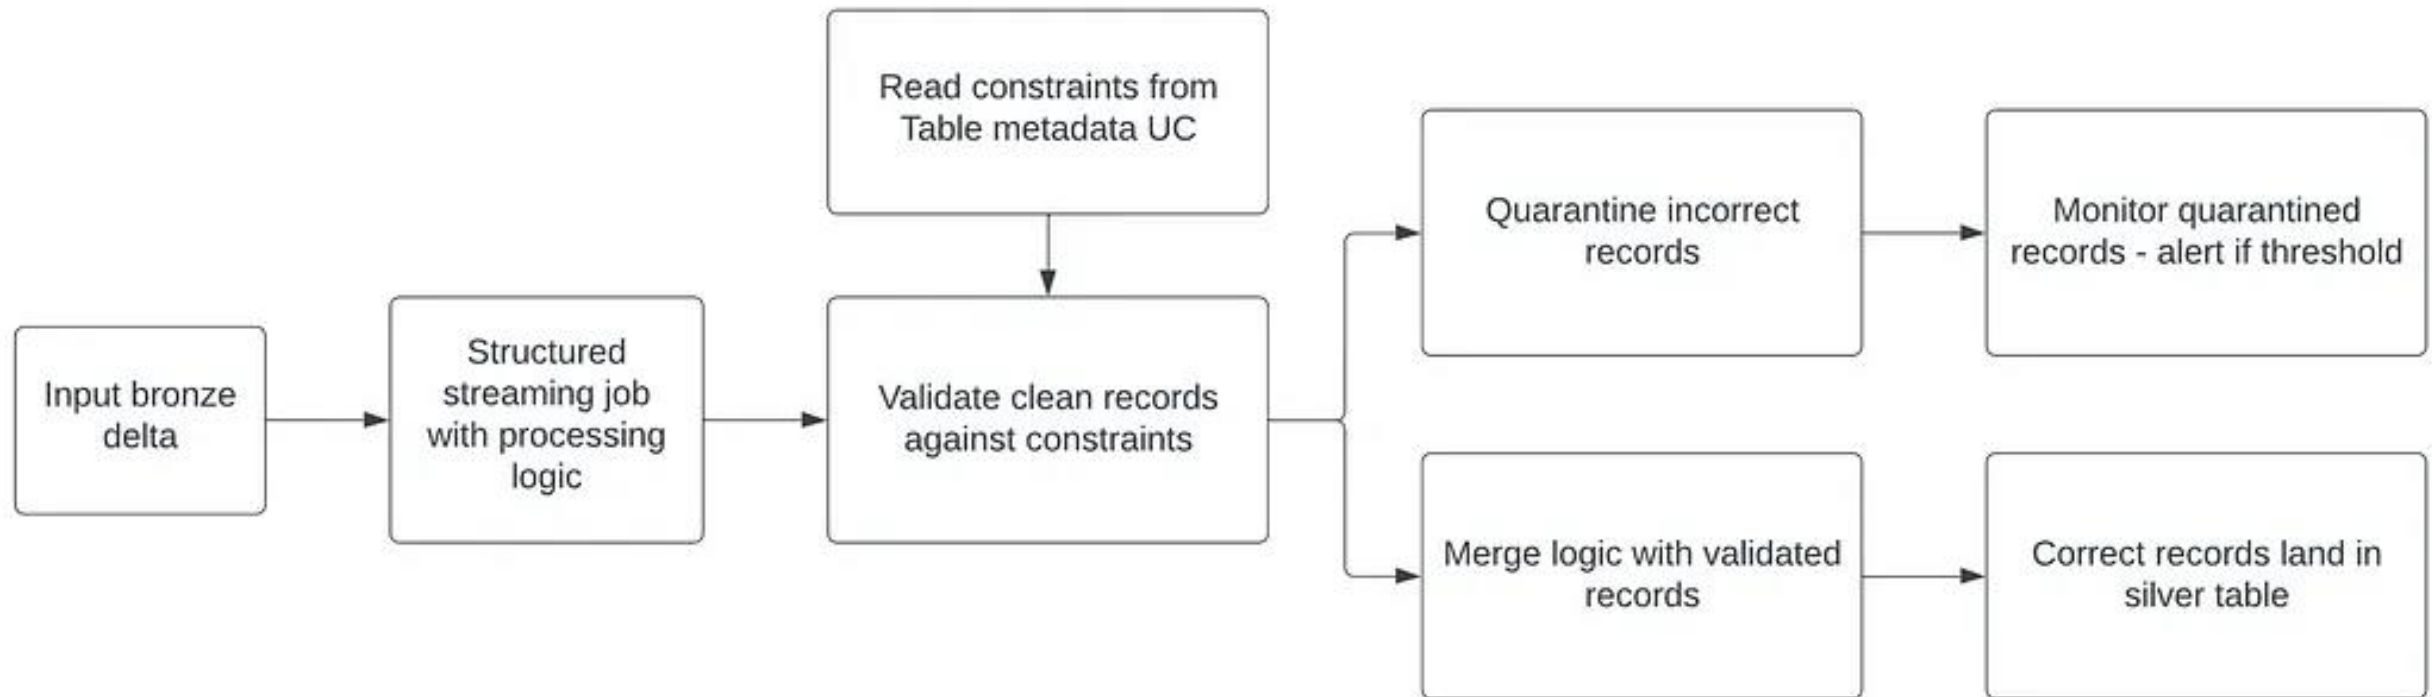 Read constraints from
Table metadata UC
Quarantine incorrect
records
Monitor quarantined
records - alert if threshold
Input bronze
delta
Structured
streaming job
with processing
logic
Validate clean records
against constraints
Merge logic with validated
records
Correct records land in
silver table